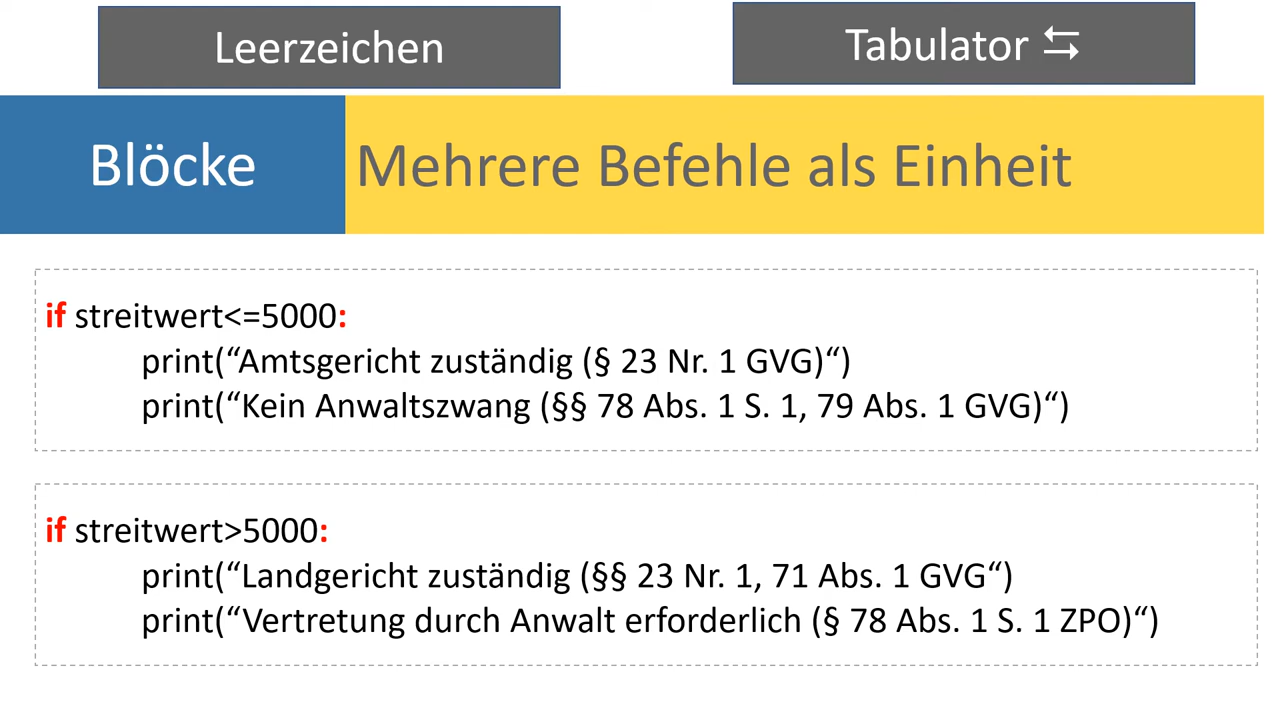 Leerzeichen
Tabulator ⇆
Blöcke
Mehrere Befehle als Einheit
if streitwert<=5000:
print(“Amtsgericht zuständig (§ 23 Nr. 1 GVG)“)
print(“Kein Anwaltszwang (§§ 78 Abs. 1 S. 1, 79 Abs. 1 GVG)“)
if streitwert>5000:
print(“Landgericht zuständig (§§ 23 Nr. 1, 71 Abs. 1 GVG“)
print(“Vertretung durch Anwalt erforderlich (§ 78 Abs. 1 S. 1 ZPO)“)